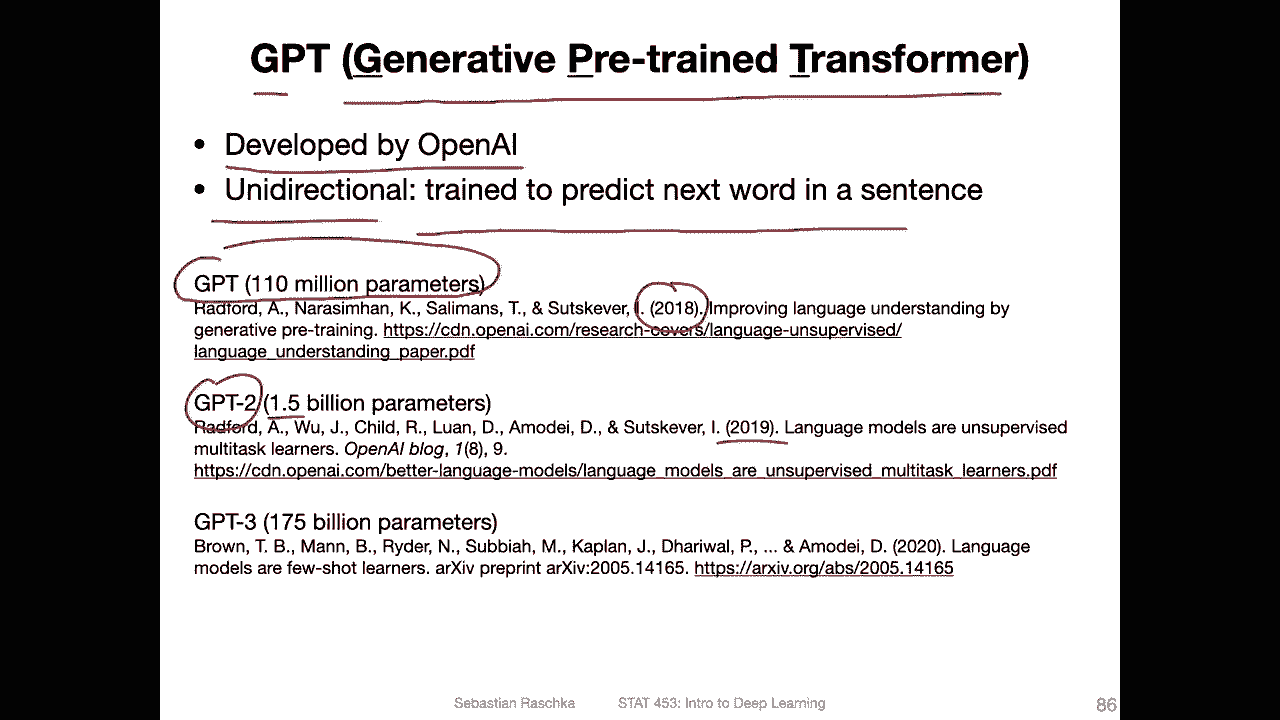 GPT (Generative Pre-trained Transformer)
• Developed by OpenAI
• Unidirectional: trained to predict next word in a sentence
GPT (110 million parameters)
Radford, A., Narasimhan, K., Salimans, T., & Sutskever, I. (2018). Improving language understanding by
generative pre-training. https://cdn.openai.com/research-covers/language-unsupervised/
language_understanding_paper.pdf
GPT-2 (1.5 billion parameters)
Radford, A., Wu, J., Child, R., Luan, D., Amodei, D., & Sutskever, I. (2019). Language models are unsupervised
multitask learners. OpenAI blog, 1(8), 9.
https://cdn.openai.com/better-language-models/language_models_are_unsupervised_multitask_learners.pdf
GPT-3 (175 billion parameters)
Brown, T. B., Mann, B., Ryder, N., Subbiah, M., Kaplan, J., Dhariwal, P., ... & Amodei, D. (2020). Language
models are few-shot learners. arXiv preprint arXiv:2005.14165. https://arxiv.org/abs/2005.14165
Sebastian Raschka STAT 453: Intro to Deep Learning 86